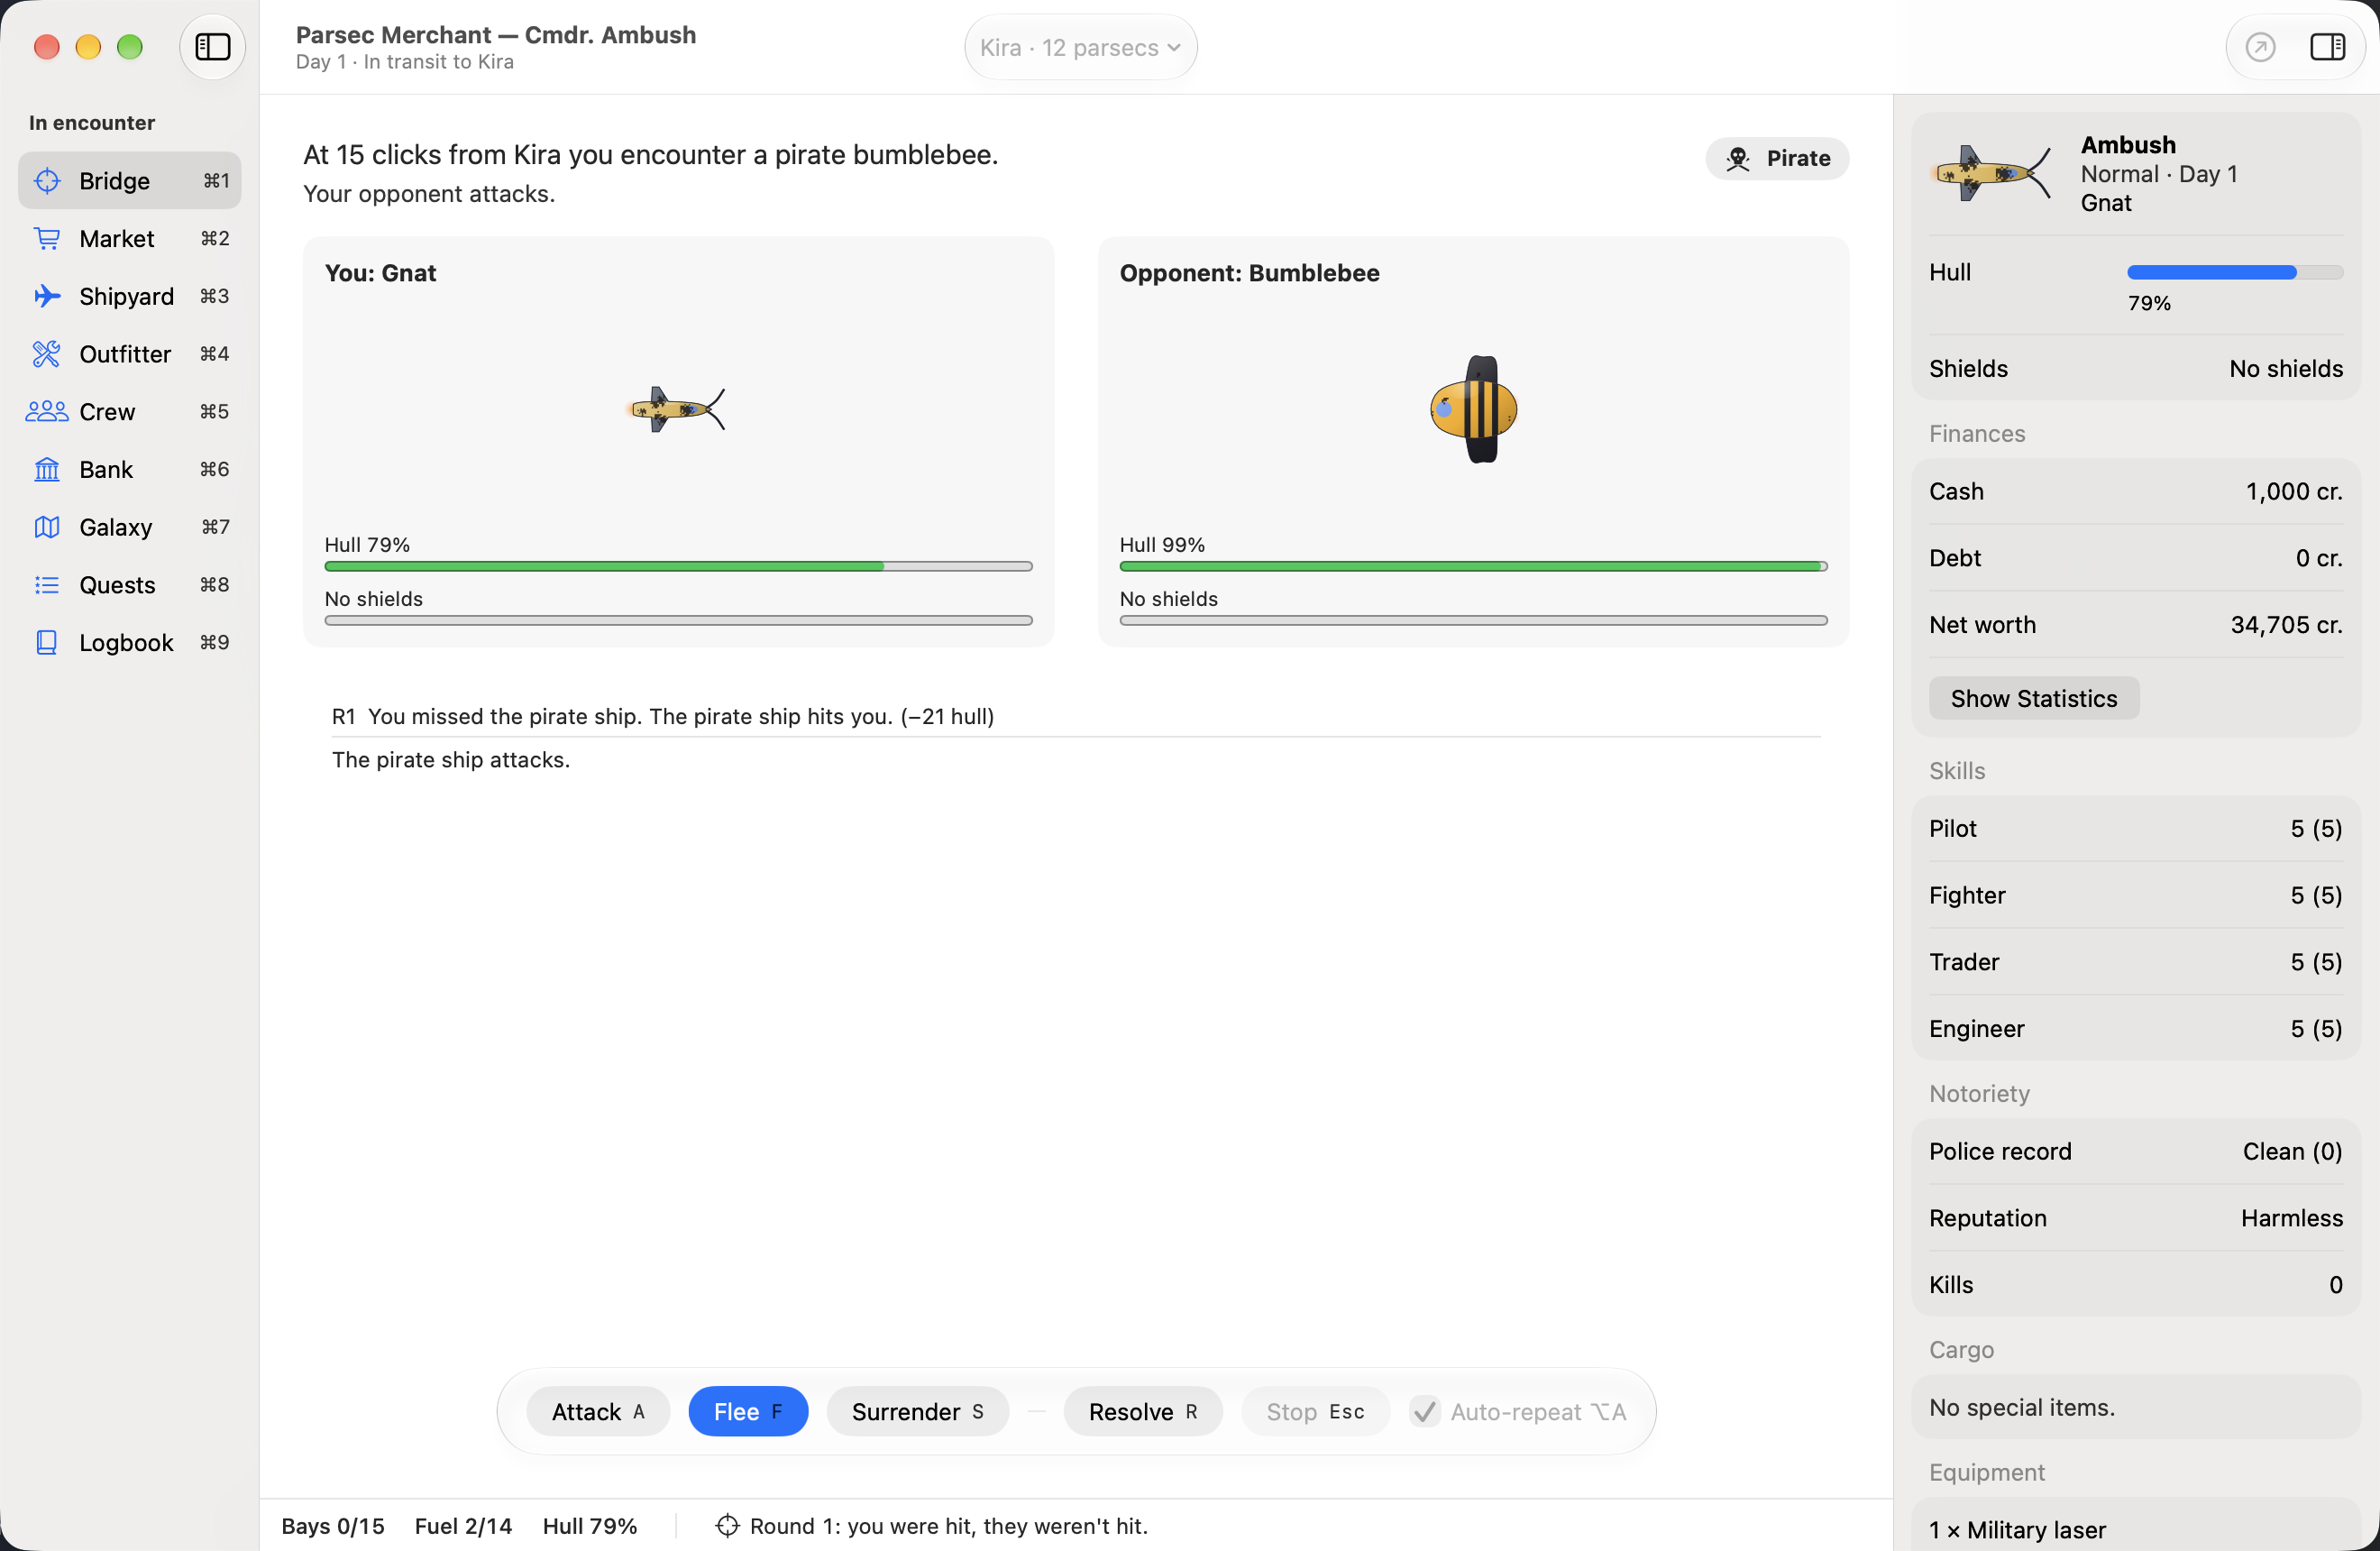 Parsec Merchant — Cmdr. Ambush
Day 1 · In transit to Kira
Kira · 12 parsecs
In encounter
Bridge ⌘1
Market ⌘2
Shipyard ⌘3
Outfitter ⌘4
Crew ⌘5
Bank ⌘6
Galaxy ⌘7
Quests ⌘8
Logbook ⌘9
At 15 clicks from Kira you encounter a pirate bumblebee.
Your opponent attacks.
Pirate
You: Gnat
Hull 79%
No shields
Opponent: Bumblebee
Hull 99%
No shields
R1 You missed the pirate ship. The pirate ship hits you. (−21 hull)
The pirate ship attacks.
Attack A
Flee F
Surrender S
Resolve R
Stop Esc
Auto-repeat ⌥A
Bays 0/15 Fuel 2/14 Hull 79% Round 1: you were hit, they weren't hit.
Ambush
Normal · Day 1
Gnat
Hull
79%
Shields No shields
Finances
Cash 1,000 cr.
Debt 0 cr.
Net worth 34,705 cr.
Show Statistics
Skills
Pilot 5 (5)
Fighter 5 (5)
Trader 5 (5)
Engineer 5 (5)
Notoriety
Police record Clean (0)
Reputation Harmless
Kills 0
Cargo
No special items.
Equipment
1 × Military laser